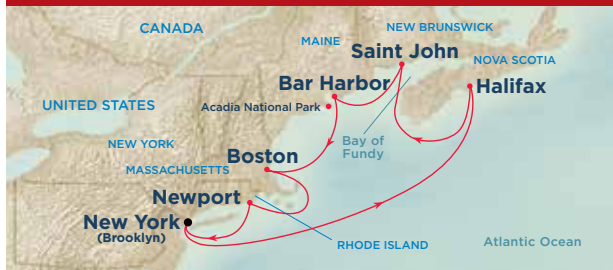 CANADA
NEW BRUNSWICK
MAINE
Saint John
NOVA SCOTIA
Bar Harbor
Halifax
UNITED STATES
Acadia National Park
Bay of
Fundy
NEW YORK
Boston
MASSACHUSETTS
Newport
New York
(Brooklyn)
RHODE ISLAND
Atlantic Ocean